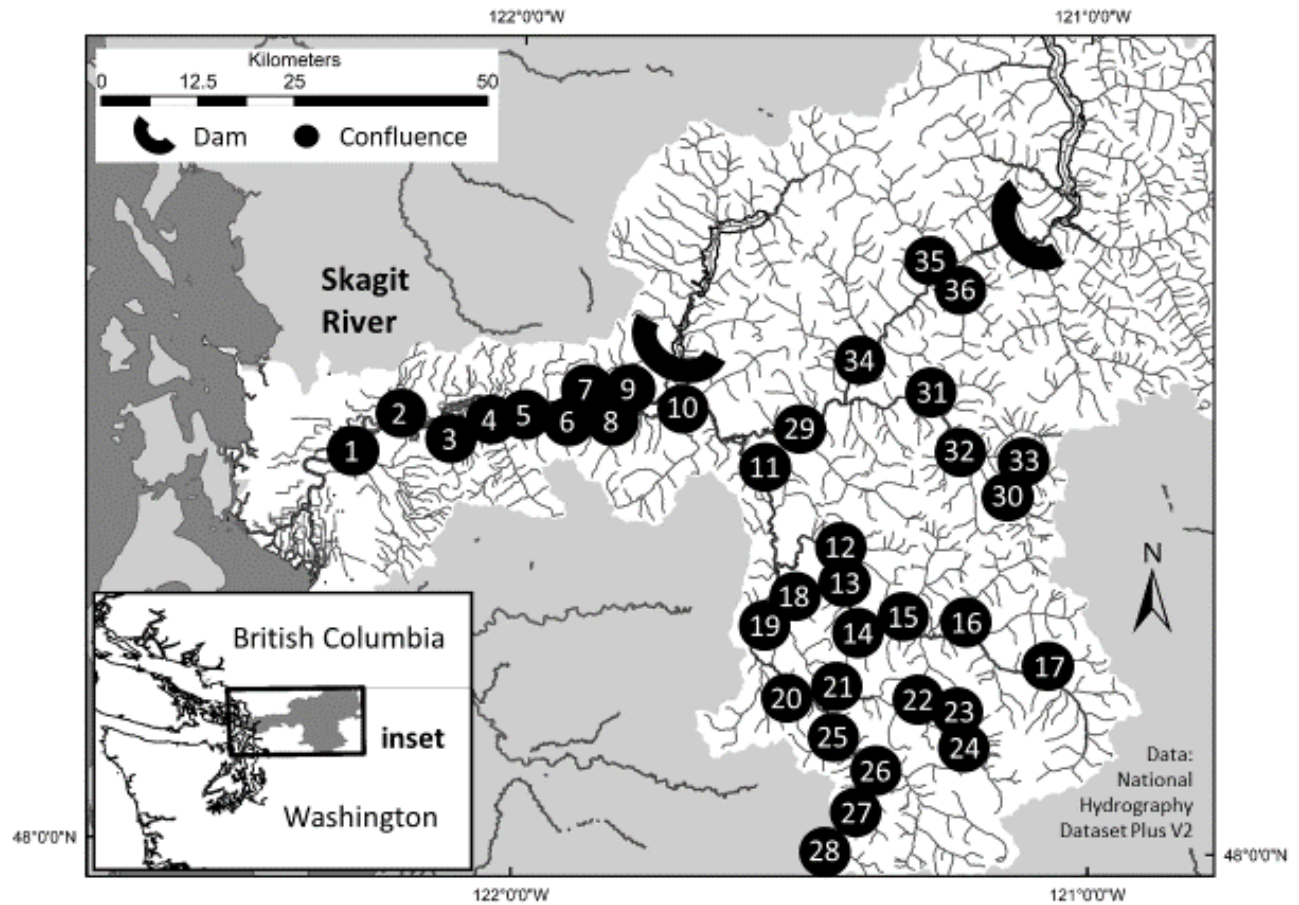 122°0'0"W
121°0'0"W
Kilometers
0 12.5 25 50
Dam Confluence
Skagit
River
35
36
34
7 9
31
2
10
5
4
6 8
29
3
1
32
11
33
30
12
13
18
15
16
19
14
17
21
20
22
23
25
24
26
27
28
N
British Columbia
inset
Washington
Data:
National
Hydrography
Dataset Plus V2
48°0'0"N
48°0'0"N
122°0'0"W
121°0'0"W